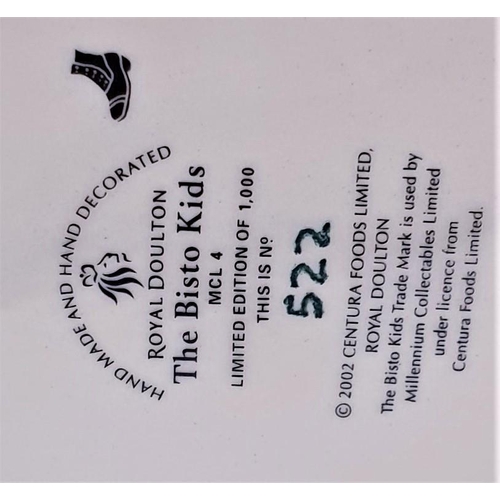 HAND MADE AND HAND DECORATED
ROYAL DOULTON
The Bisto Kids
MCL 4
LIMITED EDITION OF 1,000
THIS IS Nº
522
© 2002 CENTURA FOODS LIMITED,
ROYAL DOULTON
The Bisto Kids Trade Mark is used by
Millennium Collectables Limited
under licence from
Centura Foods Limited.